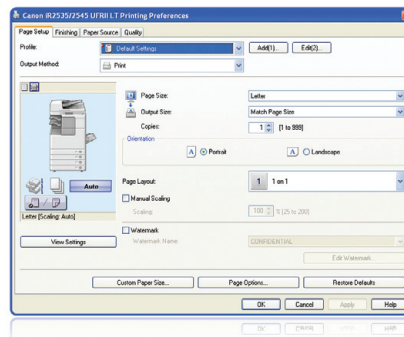 Canon iR2535/2545 UFRII LT Printing Preferences
Page Setup Finishing Paper Source Quality
Profile: Default Settings Add(1)... Edit(2)...
Output Method: Print
Page Size: Letter
Output Size: Match Page Size
Copies: 1 [1 to 999]
Orientation
A Portrait A Landscape
Auto
Page Layout: 1 1 on 1
Manual Scaling
Scaling: 100 % [25 to 200]
Letter [Scaling: Auto]
Watermark
View Settings
Watermark Name: CONFIDENTIAL
Edit Watermark...
Custom Paper Size... Page Options... Restore Defaults
OK Cancel Apply Help